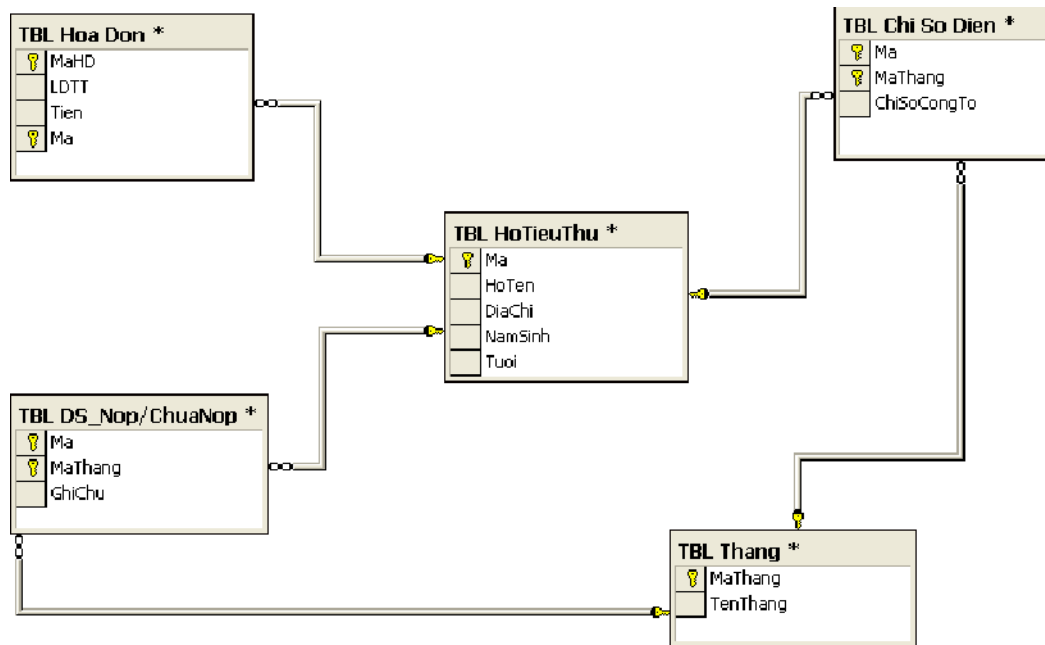 TBL Hoa Don *
MaHD
LDTT
Tien
Ma
TBL Chi So Dien *
Ma
MaThang
ChiSoCongTo
TBL HoTieuThu *
Ma
HoTen
DiaChi
NamSinh
Tuoi
TBL DS_Nop/ChuaNop *
Ma
MaThang
GhiChu
TBL Thang *
MaThang
TenThang